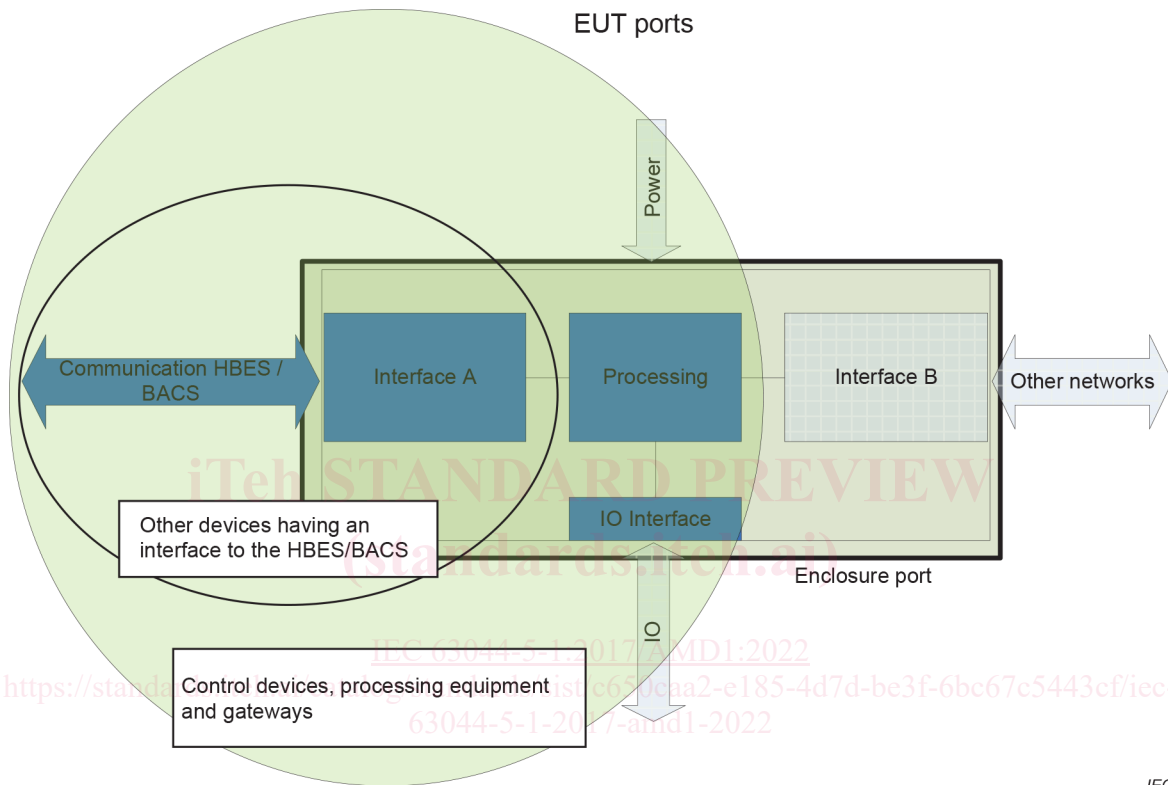 EUT ports
Power
Communication HBES /
BACS
Interface A
Processing
Interface B
Other networks
iTeh STANDARD PREVIEW
IO Interface
Other devices having an
interface to the HBES/BACS
(standards.iteh.ai)
Enclosure port
IO
IEC 63044-5-1:2017/AMD1:2022
Control devices, processing equipment
and gateways
63044-5-1-2017-amd1-2022
IEC